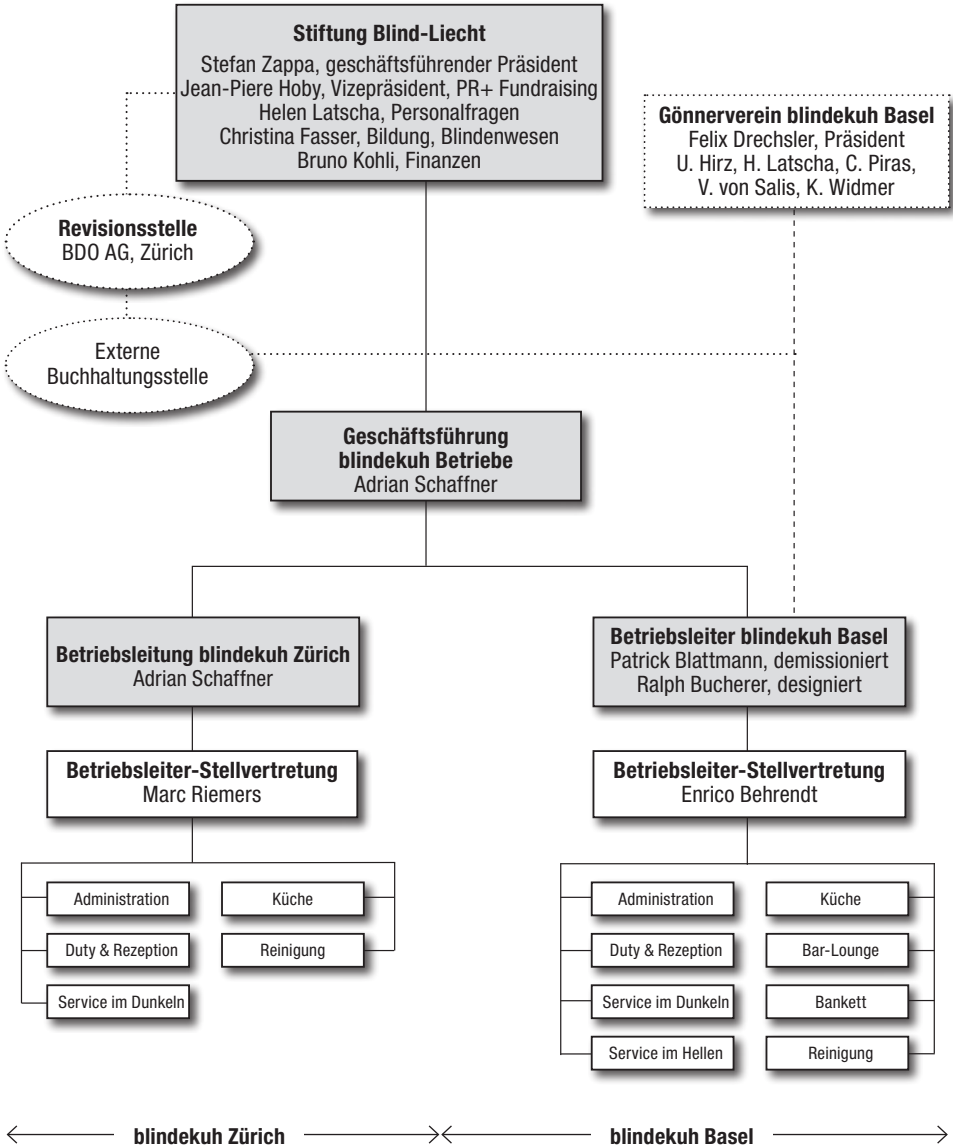 Stiftung Blind-Liecht
Stefan Zappa, geschäftsführender Präsident
Jean-Piere Hoby, Vizepräsident, PR+ Fundraising
Helen Latscha, Personalfragen
Christina Fasser, Bildung, Blindenwesen
Bruno Kohli, Finanzen
Gönnerverein blindekuh Basel
Felix Drechsler, Präsident
U. Hirz, H. Latscha, C. Piras,
V. von Salis, K. Widmer
Revisionsstelle
BDO AG, Zürich
Externe
Buchhaltungsstelle
Geschäftsführung
blindekuh Betriebe
Adrian Schaffner
Betriebsleitung blindekuh Zürich
Adrian Schaffner
Betriebsleiter blindekuh Basel
Patrick Blattmann, demissioniert
Ralph Bucherer, designiert
Betriebsleiter-Stellvertretung
Marc Riemers
Betriebsleiter-Stellvertretung
Enrico Behrendt
Administration
Küche
Duty & Rezeption
Reinigung
Service im Dunkeln
Administration
Küche
Duty & Rezeption
Bar-Lounge
Service im Dunkeln
Bankett
Service im Hellen
Reinigung
blindekuh Zürich
blindekuh Basel